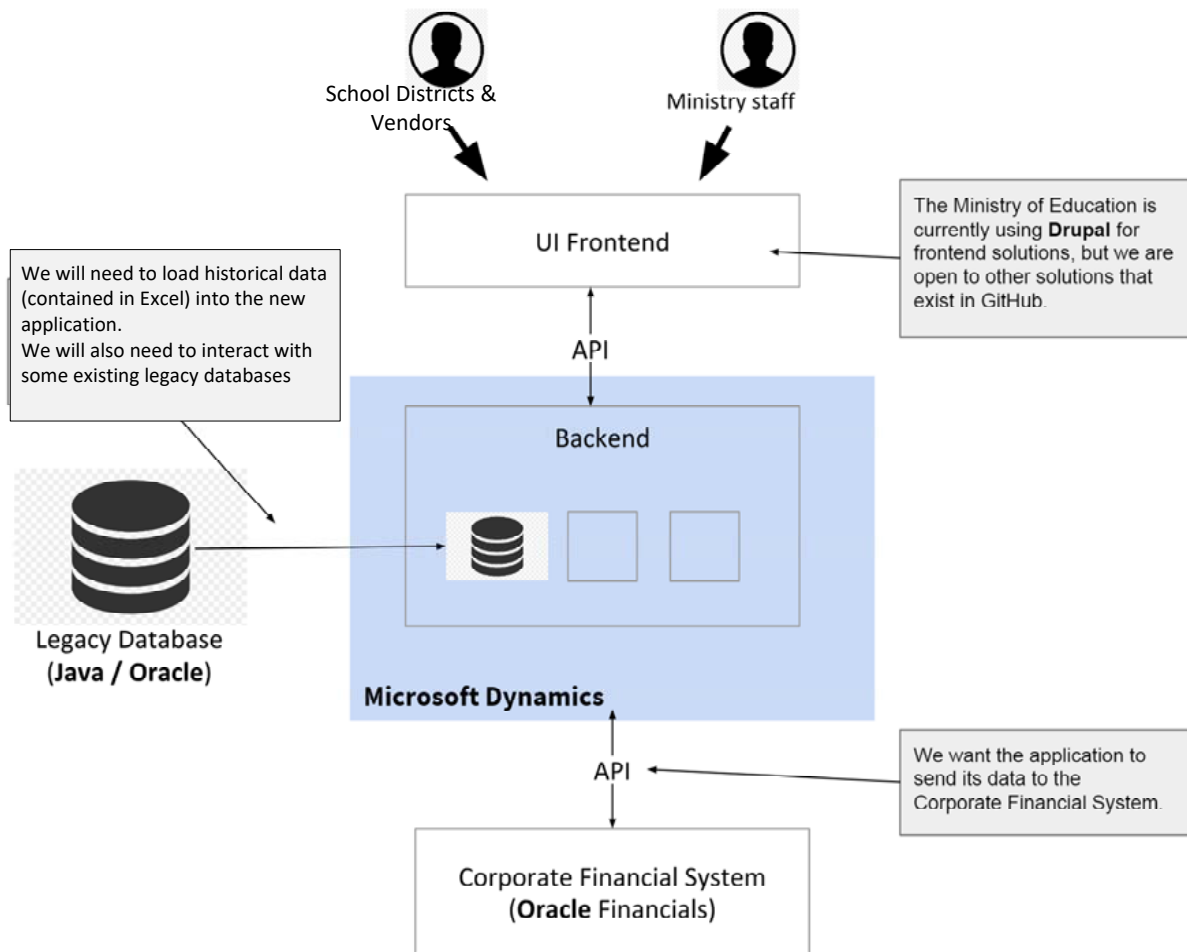 School Districts &
Vendors
Ministry staff
UI Frontend
The Ministry of Education is
currently using Drupal for
frontend solutions, but we are
open to other solutions that
exist in GitHub.
We will need to load historical data
(contained in Excel) into the new
application.
We will also need to interact with
some existing legacy databases
API
Backend
Legacy Database
(Java / Oracle)
Microsoft Dynamics
API
We want the application to
send its data to the
Corporate Financial System.
Corporate Financial System
(Oracle Financials)